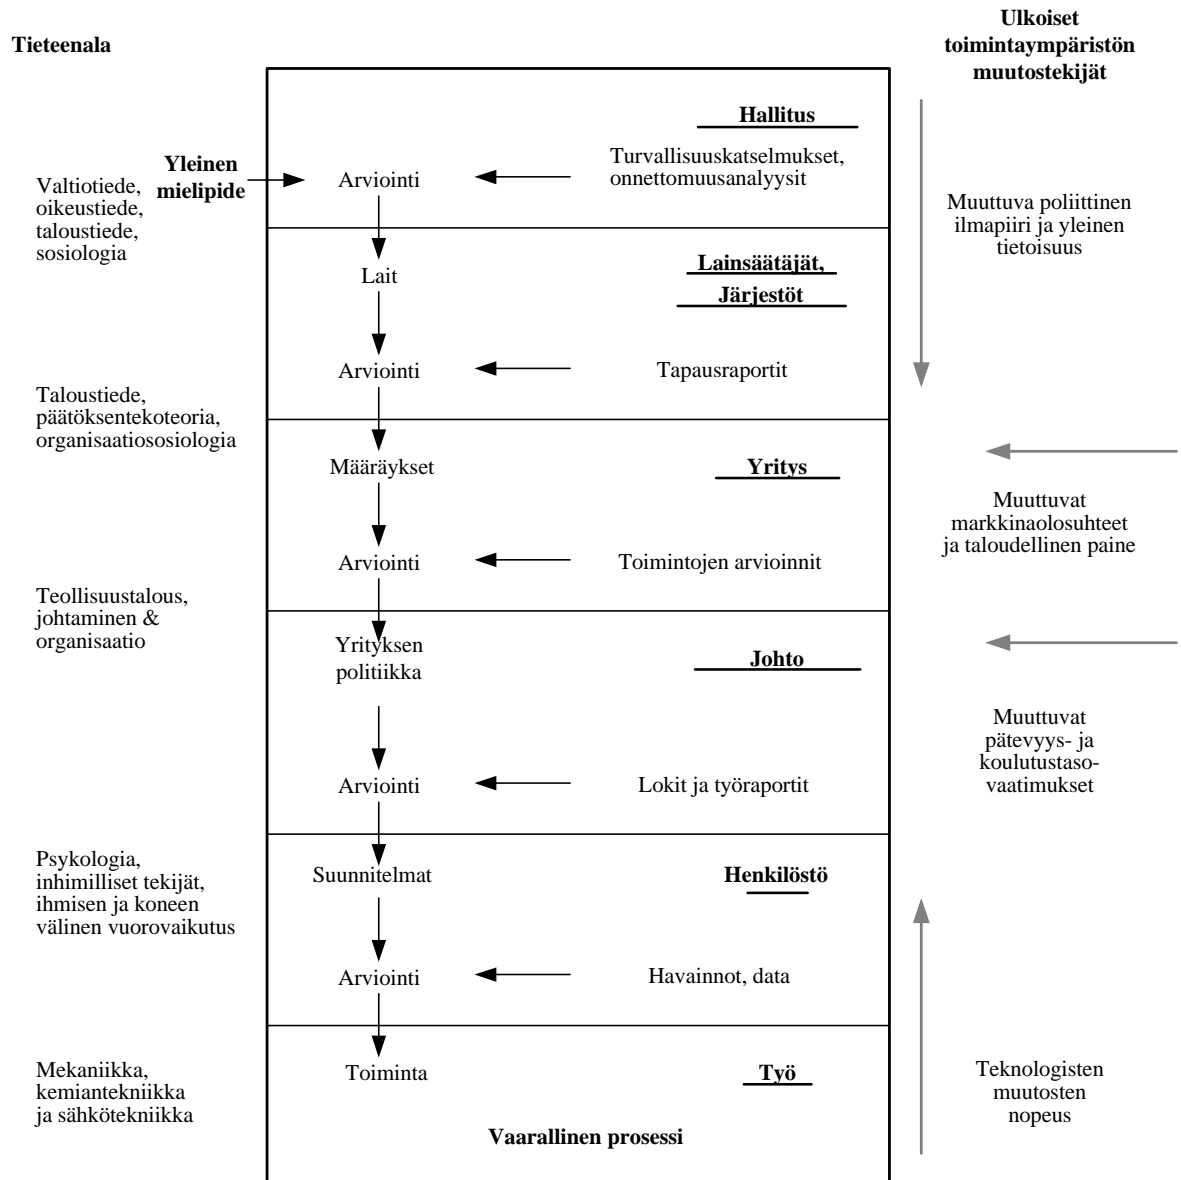 Tieteenala
Ulkoiset
toimintaympäristön
muutostekijät
Hallitus
Yleinen
mielipide
Arviointi
Turvallisuuskatselmukset,
onnettomuusanalyysit
Valtiotiede,
oikeustiede,
taloustiede,
sosiologia
Muuttuva poliittinen
ilmapiiri ja yleinen
tietoisuus
Lait
Lainsäätäjät,
Järjestöt
Arviointi
Tapausraportit
Taloustiede,
päätöksentekoteoria,
organisaatiososiologia
Määräykset
Yritys
Muuttuvat
markkinaolosuhteet
ja taloudellinen paine
Arviointi
Toimintojen arvioinnit
Teollisuustalous,
johtaminen &
organisaatio
Yrityksen
politiikka
Johto
Muuttuvat
pätevyys- ja
koulutustaso-
vaatimukset
Arviointi
Lokit ja työraportit
Psykologia,
inhimilliset tekijät,
ihmisen ja koneen
välinen vuorovaikutus
Suunnitelmat
Henkilöstö
Arviointi
Havainnot, data
Mekaniikka,
kemiantekniikka
ja sähkötekniikka
Toiminta
Työ
Teknologisten
muutosten
nopeus
Vaarallinen prosessi